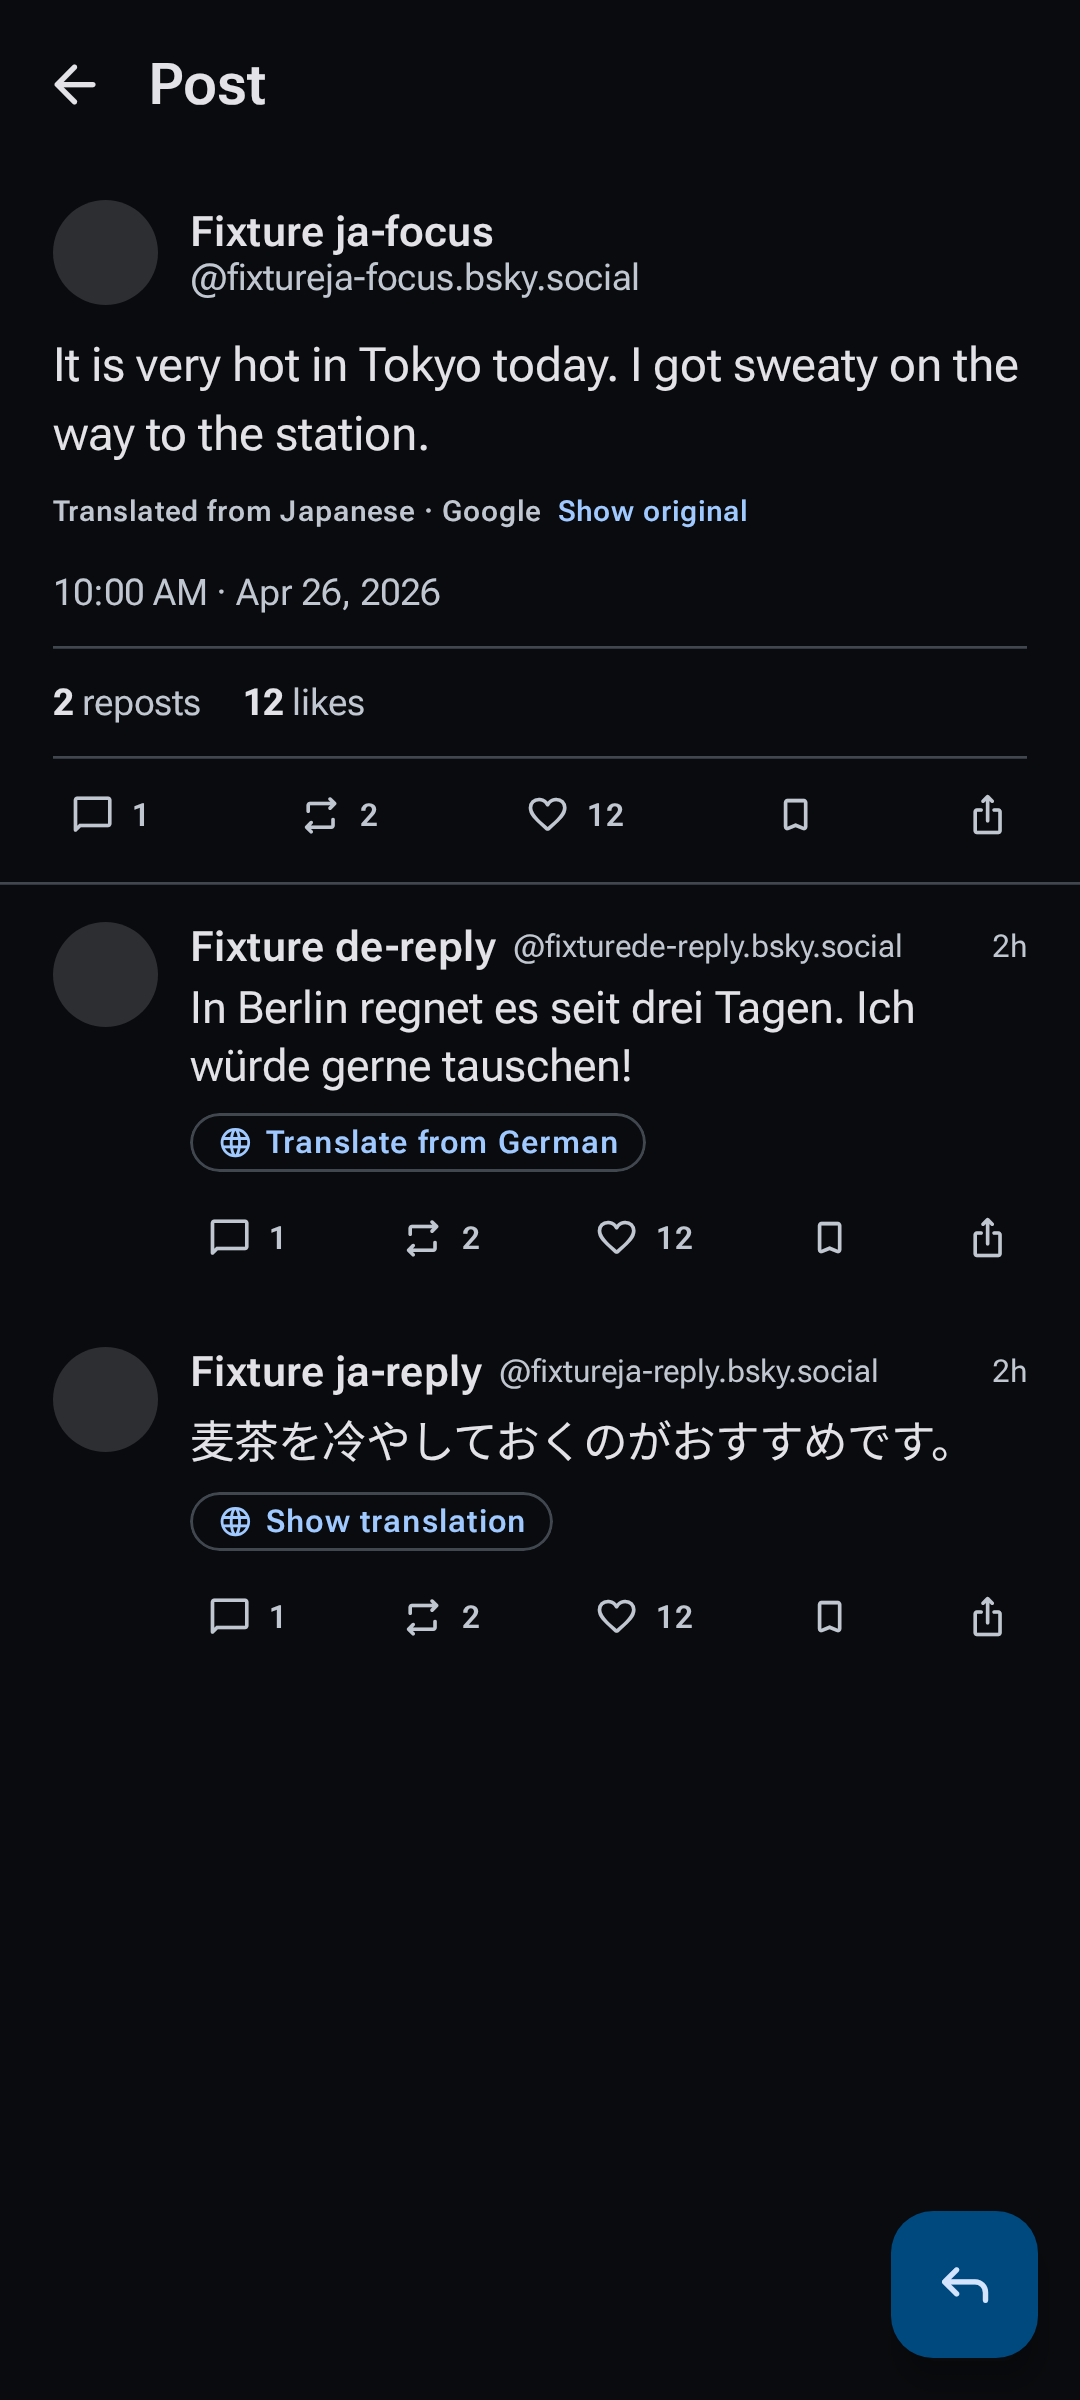 Post
Fixture ja-focus
@fixtureja-focus.bsky.social
It is very hot in Tokyo today. I got sweaty on the
way to the station.
Translated from Japanese · Google Show original
10:00 AM · Apr 26, 2026
2 reposts 12 likes
1 2 12
Fixture de-reply @fixturede-reply.bsky.social 2h
In Berlin regnet es seit drei Tagen. Ich
würde gerne tauschen!
Translate from German
1 2 12
Fixture ja-reply @fixtureja-reply.bsky.social 2h
麦茶を冷やしておくのがおすすめです。
Show translation
1 2 12